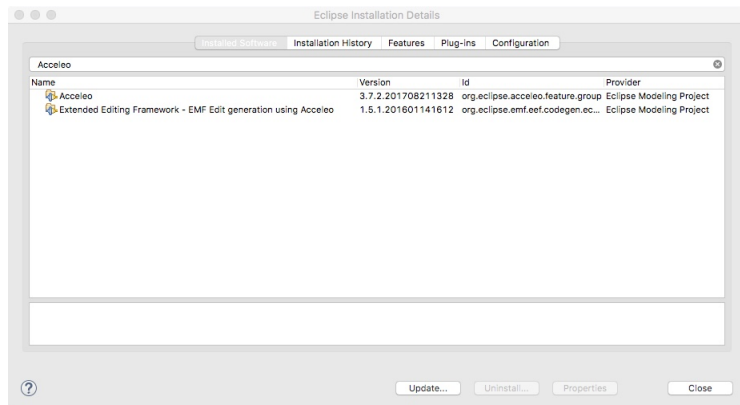 Eclipse Installation Details
Installed Software Installation History Features Plug-ins Configuration
Acceleo
Name Version Id Provider
Acceleo 3.7.2.201708211328 org.eclipse.acceleo.feature.group Eclipse Modeling Project
Extended Editing Framework - EMF Edit generation using Acceleo 1.5.1.201601141612 org.eclipse.emf.eef.codegen.ec... Eclipse Modeling Project
? Update... Uninstall... Properties Close